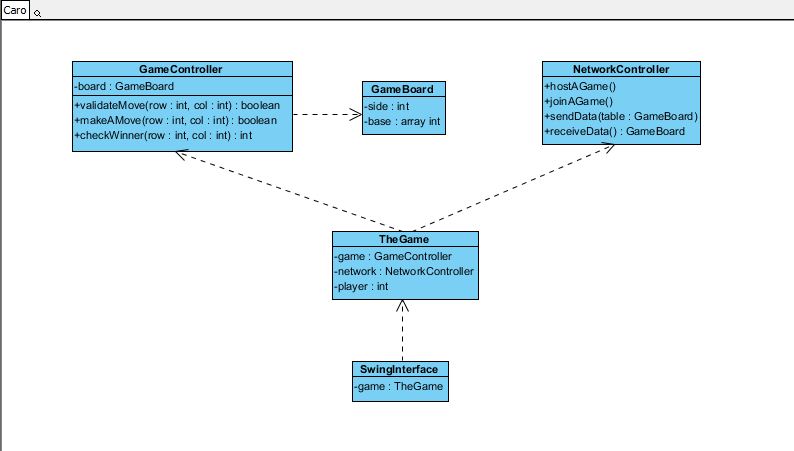 Caro
GameController
-board : GameBoard
+validateMove(row : int, col : int) : boolean
+makeAMove(row : int, col : int) : boolean
+checkWinner(row : int, col : int) : int
GameBoard
-side : int
-base : array int
NetworkController
+hostAGame()
+joinAGame()
+sendData(table : GameBoard)
+receiveData() : GameBoard
TheGame
-game : GameController
-network : NetworkController
-player : int
SwingInterface
-game : TheGame